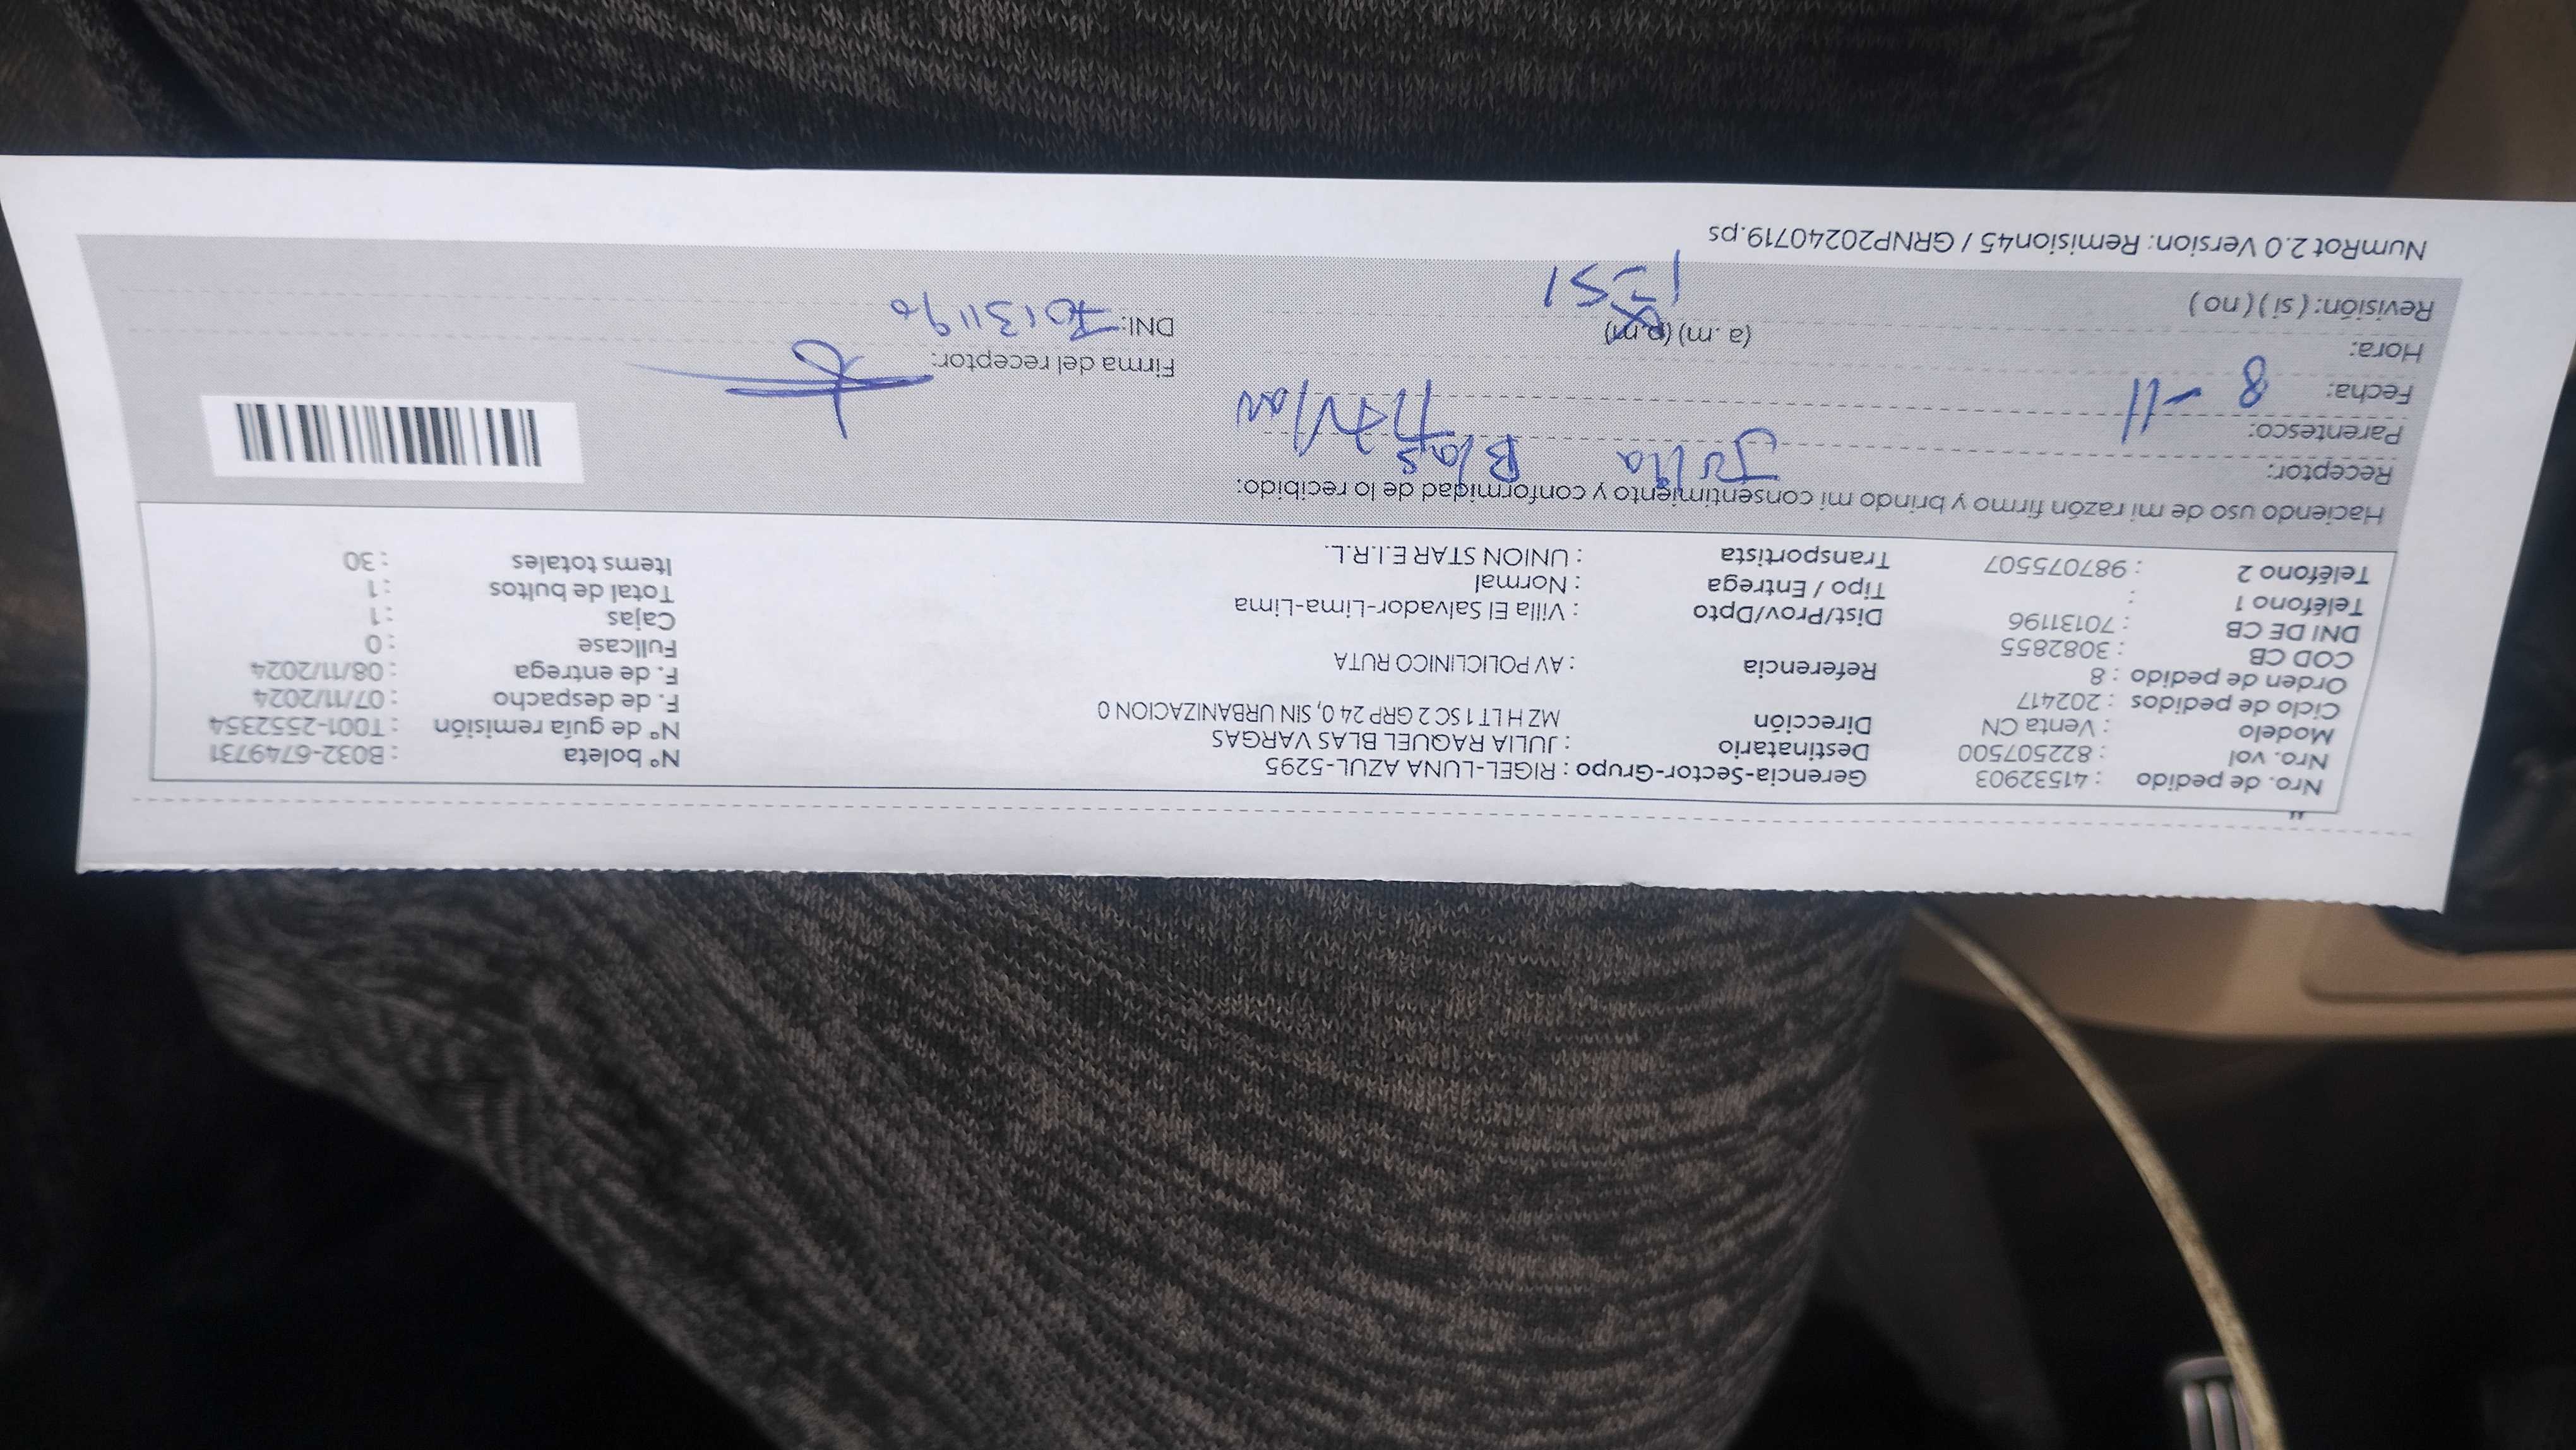 Nro. de pedido : 41532903
Nro. vol : 822507500
Modelo : Venta CN
Ciclo de pedidos : 202417
Orden de pedido : 8
COD CB : 3082855
DNI DE CB : 70131196
Teléfono 1 :
Teléfono 2 : 987075507
Gerencia-Sector-Grupo : RIGEL-LUNA AZUL-5295
Destinatario : JULIA RAQUEL BLAS VARGAS
Dirección MZ H LT 1 SC 2 GRP 24 0, SIN URBANIZACION 0
Referencia : AV POLICLINICO RUTA
Dist/Prov/Dpto : Villa El Salvador-Lima-Lima
Tipo / Entrega : Normal
Transportista : UNION STAR E.I.R.L.
N° boleta : B032-6749731
N° de guía remisión : T001-2552354
F. de despacho : 07/11/2024
F. de entrega : 08/11/2024
Fullcase : 0
Cajas : 1
Total de bultos : 1
Items totales : 30
Haciendo uso de mi razón firmo y brindo mi consentimiento y conformidad de lo recibido:
Receptor: Julia Blas
Parentesco: Titular
Fecha: 8-11
Hora: (a. m) (p.m)
1:51
Revisión: ( si ) ( no )
Firma del receptor:
DNI: 70131196
NumRot 2.0 Version: Remision45 / GRNP20240719.ps